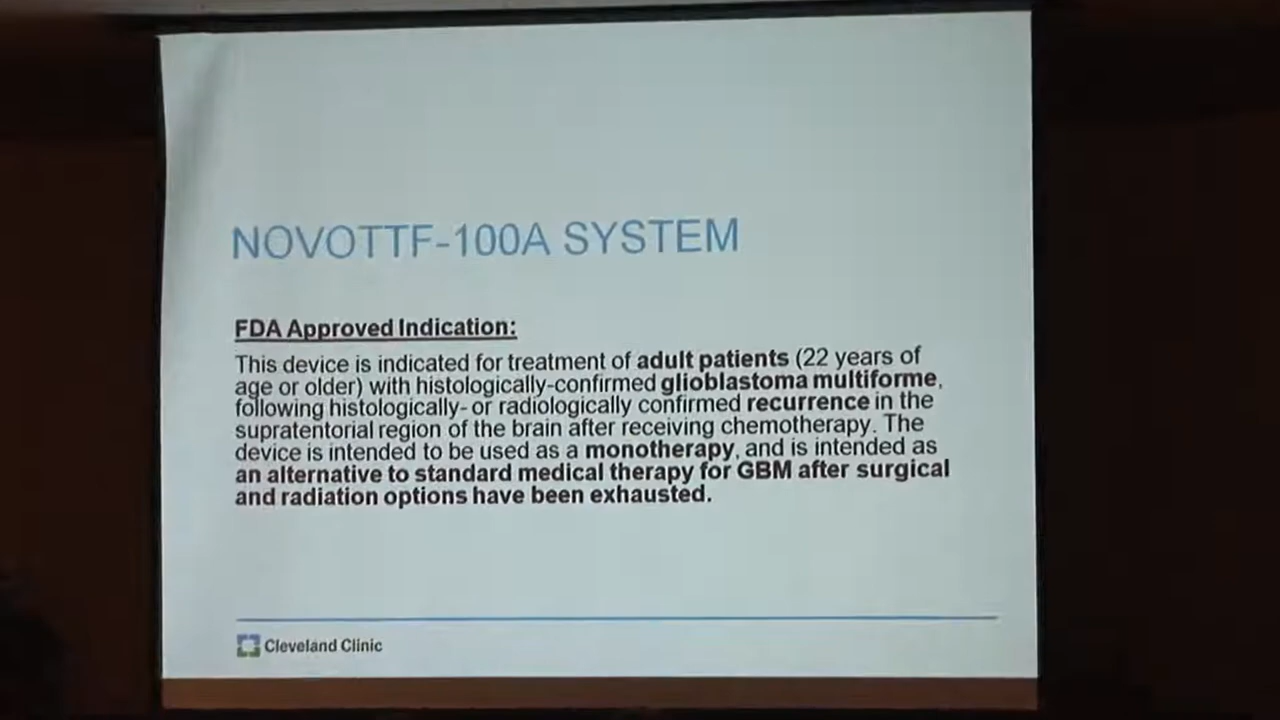 NOVOTTF-100A SYSTEM
FDA Approved Indication:
This device is indicated for treatment of adult patients (22 years of
age or older) with histologically-confirmed glioblastoma multiforme,
following histologically- or radiologically confirmed recurrence in the
supratentorial region of the brain after receiving chemotherapy. The
device is intended to be used as a monotherapy, and is intended as
an alternative to standard medical therapy for GBM after surgical
and radiation options have been exhausted.
Cleveland Clinic